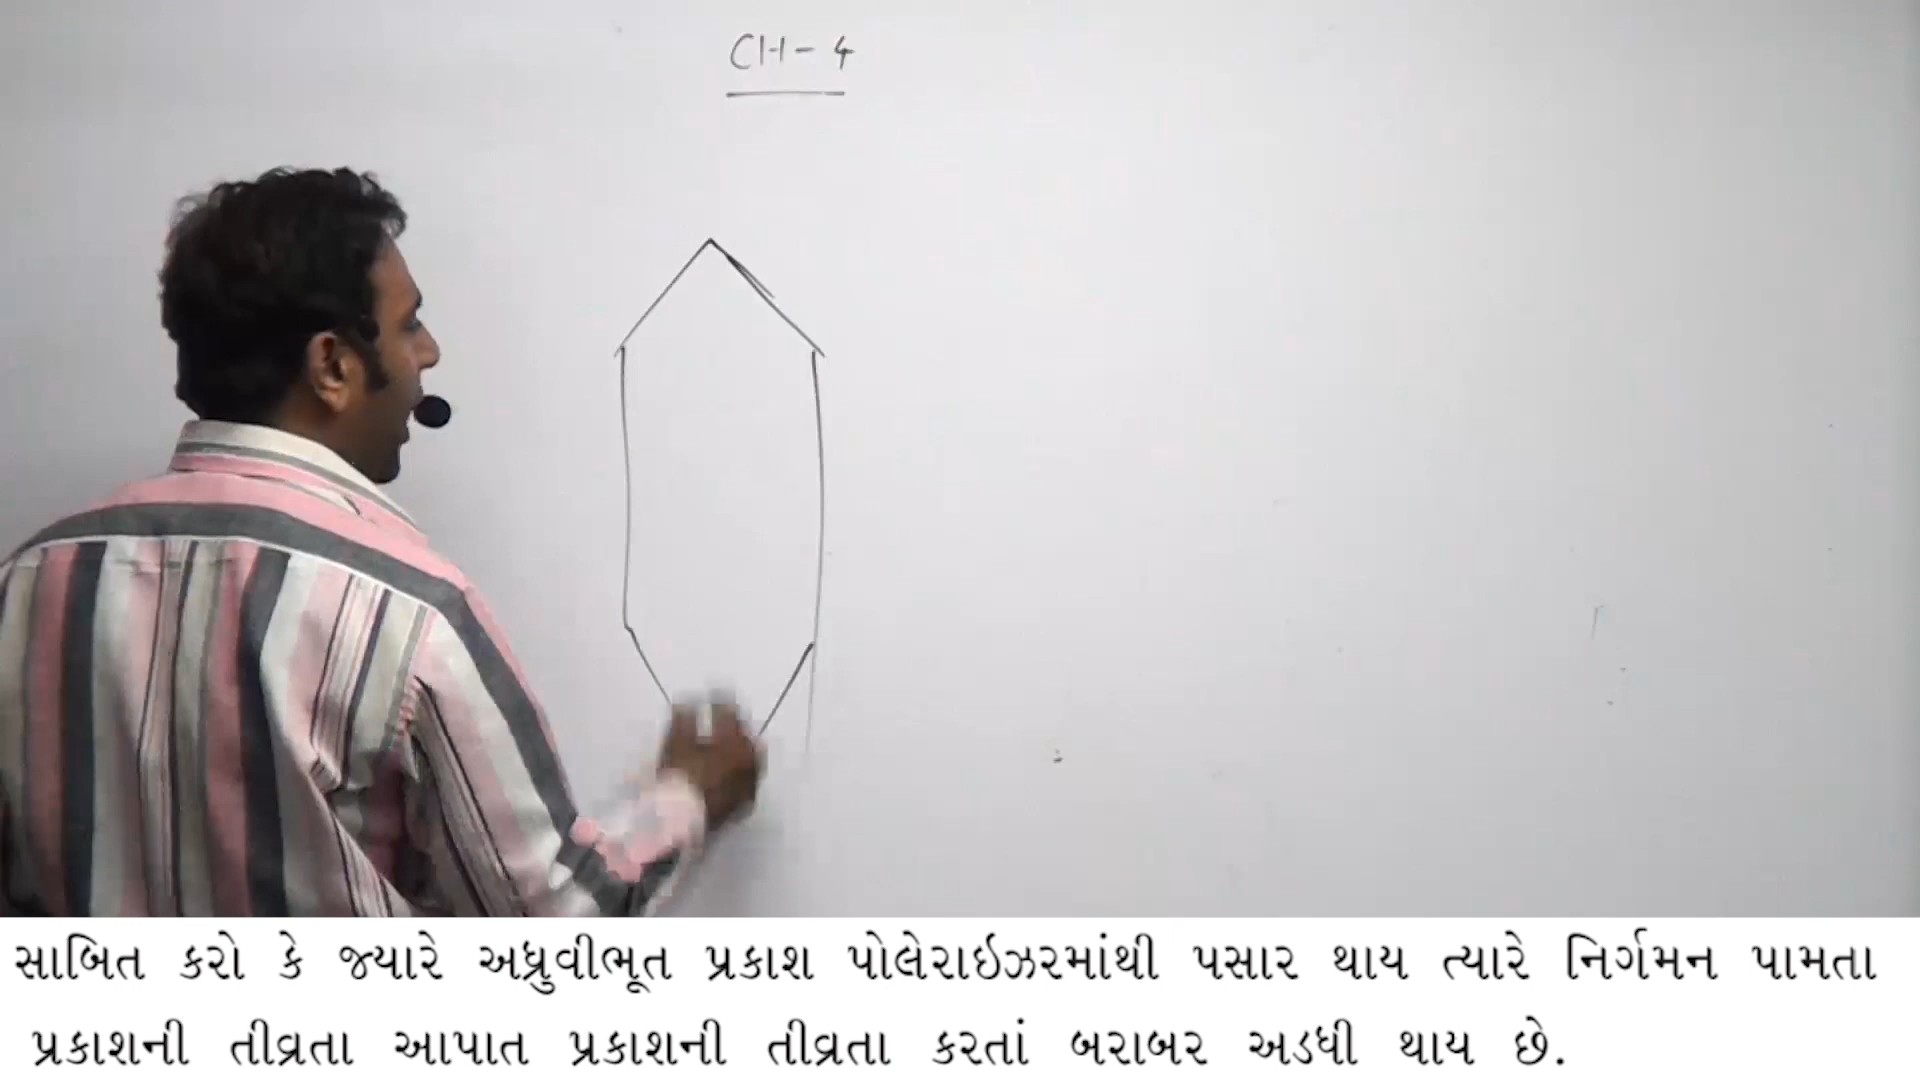 CH-4
સાબિત કરો કે જ્યારે અધ્રુવીભૂત પ્રકાશ પોલેરાઇઝરમાંથી પસાર થાય ત્યારે નિર્ગમન પામતા
પ્રકાશની તીવ્રતા આપાત પ્રકાશની તીવ્રતા કરતાં બરાબર અડધી થાય છે.